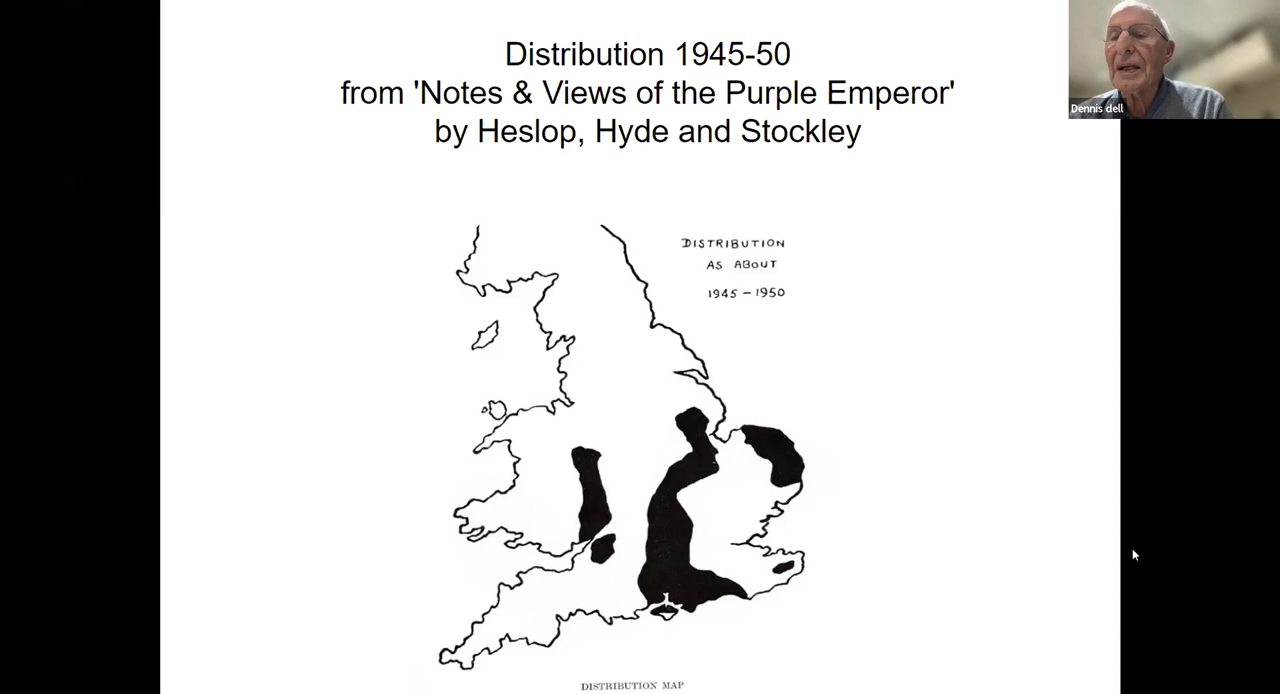 Distribution 1945-50
from 'Notes & Views of the Purple Emperor'
by Heslop, Hyde and Stockley
Dennis dell
DISTRIBUTION
AS ABOUT
1945 – 1950
DISTRIBUTION MAP